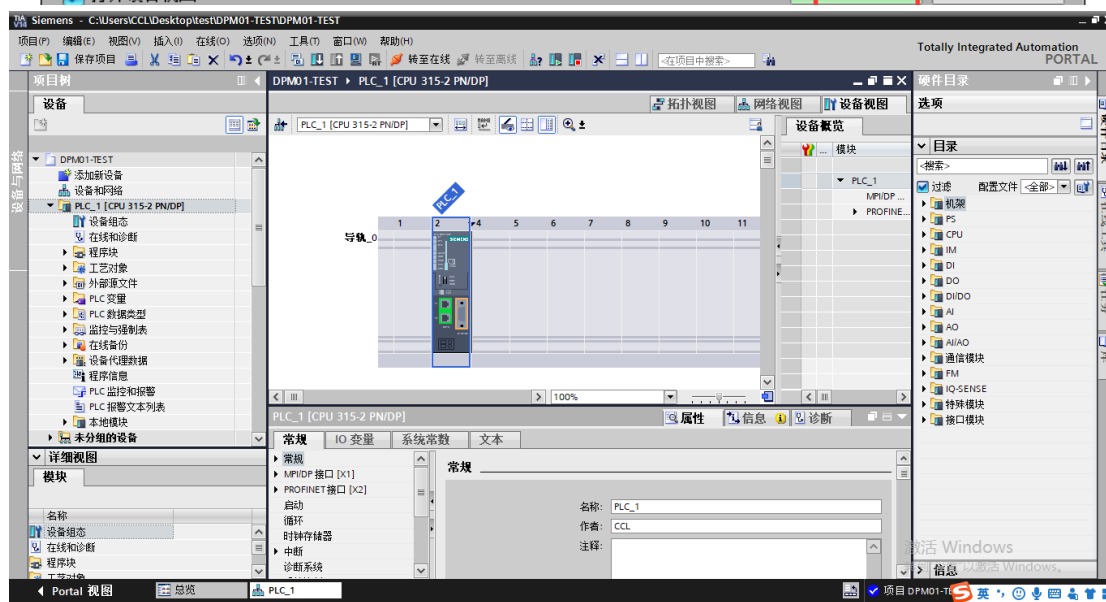 Siemens - C:\Users\CCL\Desktop\test\DPM01-TEST\DPM01-TEST
项目(P) 编辑(E) 视图(V) 插入(I) 在线(O) 选项(N) 工具(T) 窗口(W) 帮助(H)
Totally Integrated Automation
PORTAL
保存项目 转至在线 转至离线 <在项目中搜索>
项目树
DPM01-TEST PLC_1 [CPU 315-2 PN/DP]
硬件目录
设备
拓扑视图 网络视图 设备视图
选项
PLC_1 [CPU 315-2 PN/DP]
设备概览
设备与网络
DPM01-TEST
添加新设备
设备和网络
PLC_1 [CPU 315-2 PN/DP]
设备组态
在线和诊断
程序块
工艺对象
外部源文件
PLC 变量
PLC 数据类型
监控与强制表
在线备份
设备代理数据
程序信息
PLC 监控和报警
PLC 报警文本列表
本地模块
未分组的设备
PLC_1
1 2 4 5 6 7 8 9 10 11
导轨_0
SIEMENS
100%
... 模块
PLC_1
MPI/DP ...
PROFINE...
目录
<搜索>
过滤 配置文件 <全部>
机架
PS
CPU
IM
DI
DO
DI/DO
AI
AO
AI/AO
通信模块
FM
IQ-SENSE
特殊模块
接口模块
信息
详细视图
模块
名称
设备组态
在线和诊断
程序块
PLC_1 [CPU 315-2 PN/DP]
属性 信息 诊断
常规 IO 变量 系统常数 文本
常规
MPI/DP 接口 [X1]
PROFINET 接口 [X2]
启动
循环
时钟存储器
中断
诊断系统
常规
名称: PLC_1
作者: CCL
注释:
激活 Windows
Portal 视图 总览 PLC_1
项目 DPM01-TE
英